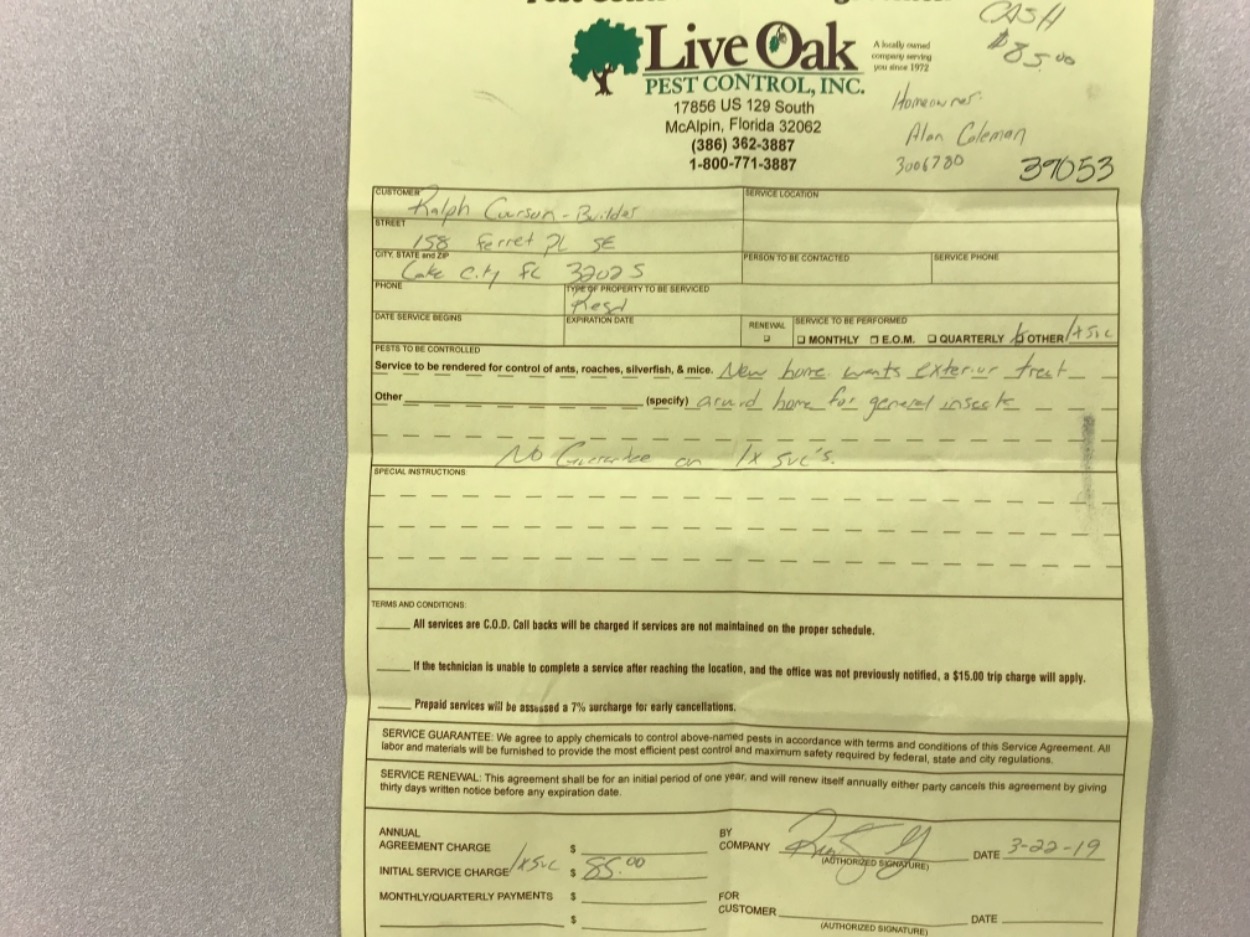 CASH
$85.00
Live Oak
PEST CONTROL, INC.
A locally owned
company serving
you since 1972
17856 US 129 South
McAlpin, Florida 32062
(386) 362-3887
1-800-771-3887
Homeowner:
Alan Coleman
3006780
39053
CUSTOMER Ralph Curson - Builder
SERVICE LOCATION
STREET 158 Ferret PL SE
CITY, STATE and ZIP Lake City FL 32025
PERSON TO BE CONTACTED
SERVICE PHONE
PHONE
TYPE OF PROPERTY TO BE SERVICED Resd
DATE SERVICE BEGINS
EXPIRATION DATE
RENEWAL
SERVICE TO BE PERFORMED
☐ MONTHLY ☐ E.O.M. ☐ QUARTERLY ☐ OTHER 1x svc
PESTS TO BE CONTROLLED
Service to be rendered for control of ants, roaches, silverfish, & mice. New home wants exterior treat
Other (specify) around home for general insects
No Guarantee on 1x svc's.
SPECIAL INSTRUCTIONS
TERMS AND CONDITIONS:
All services are C.O.D. Call backs will be charged if services are not maintained on the proper schedule.
If the technician is unable to complete a service after reaching the location, and the office was not previously notified, a $15.00 trip charge will apply.
Prepaid services will be assessed a 7% surcharge for early cancellations.
SERVICE GUARANTEE: We agree to apply chemicals to control above-named pests in accordance with terms and conditions of this Service Agreement. All
labor and materials will be furnished to provide the most efficient pest control and maximum safety required by federal, state and city regulations.
SERVICE RENEWAL: This agreement shall be for an initial period of one year, and will renew itself annually either party cancels this agreement by giving
thirty days written notice before any expiration date.
ANNUAL
AGREEMENT CHARGE $
BY
COMPANY
(AUTHORIZED SIGNATURE)
DATE 3-22-19
INITIAL SERVICE CHARGE 1xsvc $ 85.00
MONTHLY/QUARTERLY PAYMENTS $
$
FOR
CUSTOMER
(AUTHORIZED SIGNATURE)
DATE